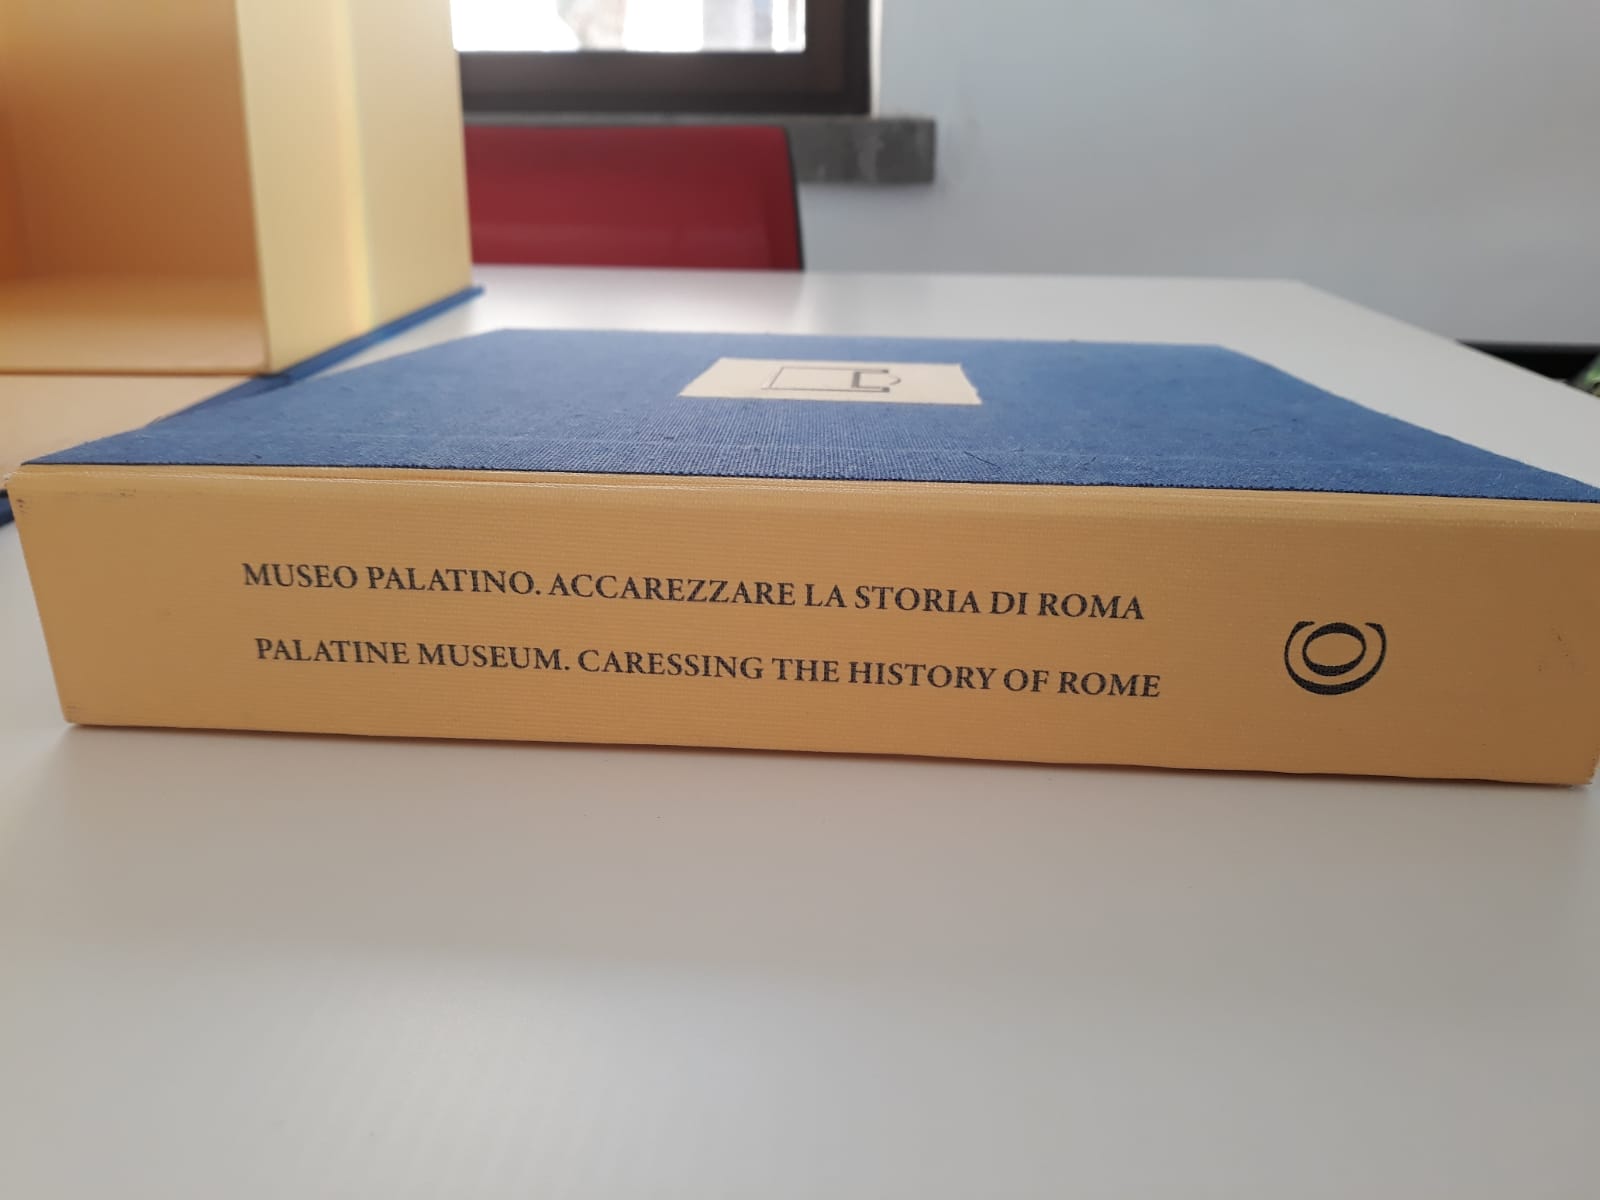 MUSEO PALATINO. ACCAREZZARE LA STORIA DI ROMA
PALATINE MUSEUM. CARESSING THE HISTORY OF ROME